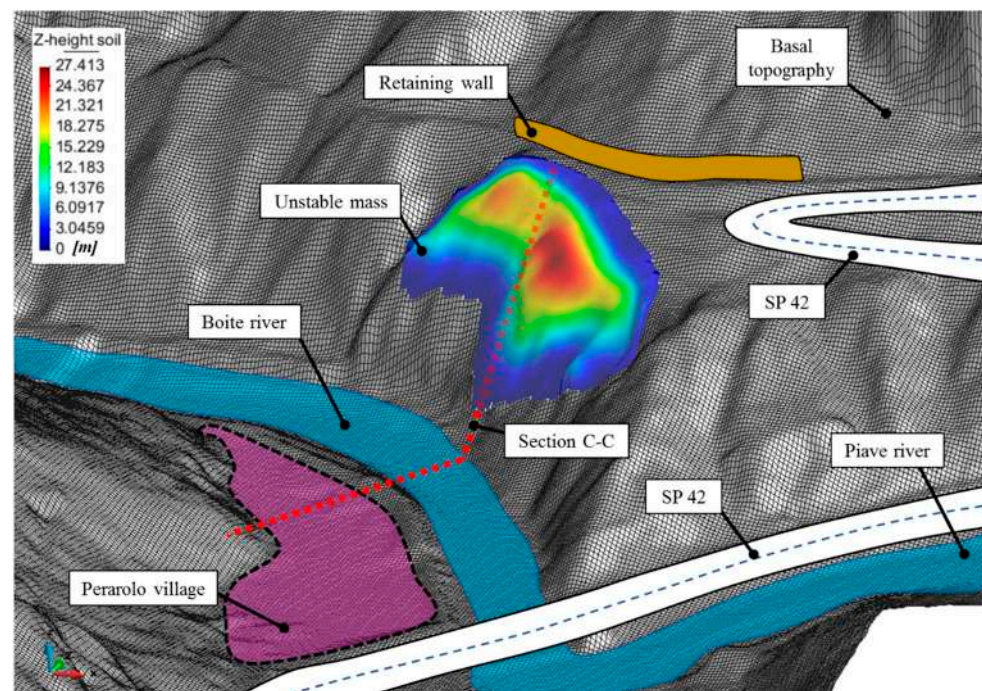 Z-height soil
27.413
24.367
21.321
18.275
15.229
12.183
9.1376
6.0917
3.0459
0 [m]
Basal
topography
Retaining wall
Unstable mass
SP 42
Boite river
Section C-C
Piave river
SP 42
Perarolo village